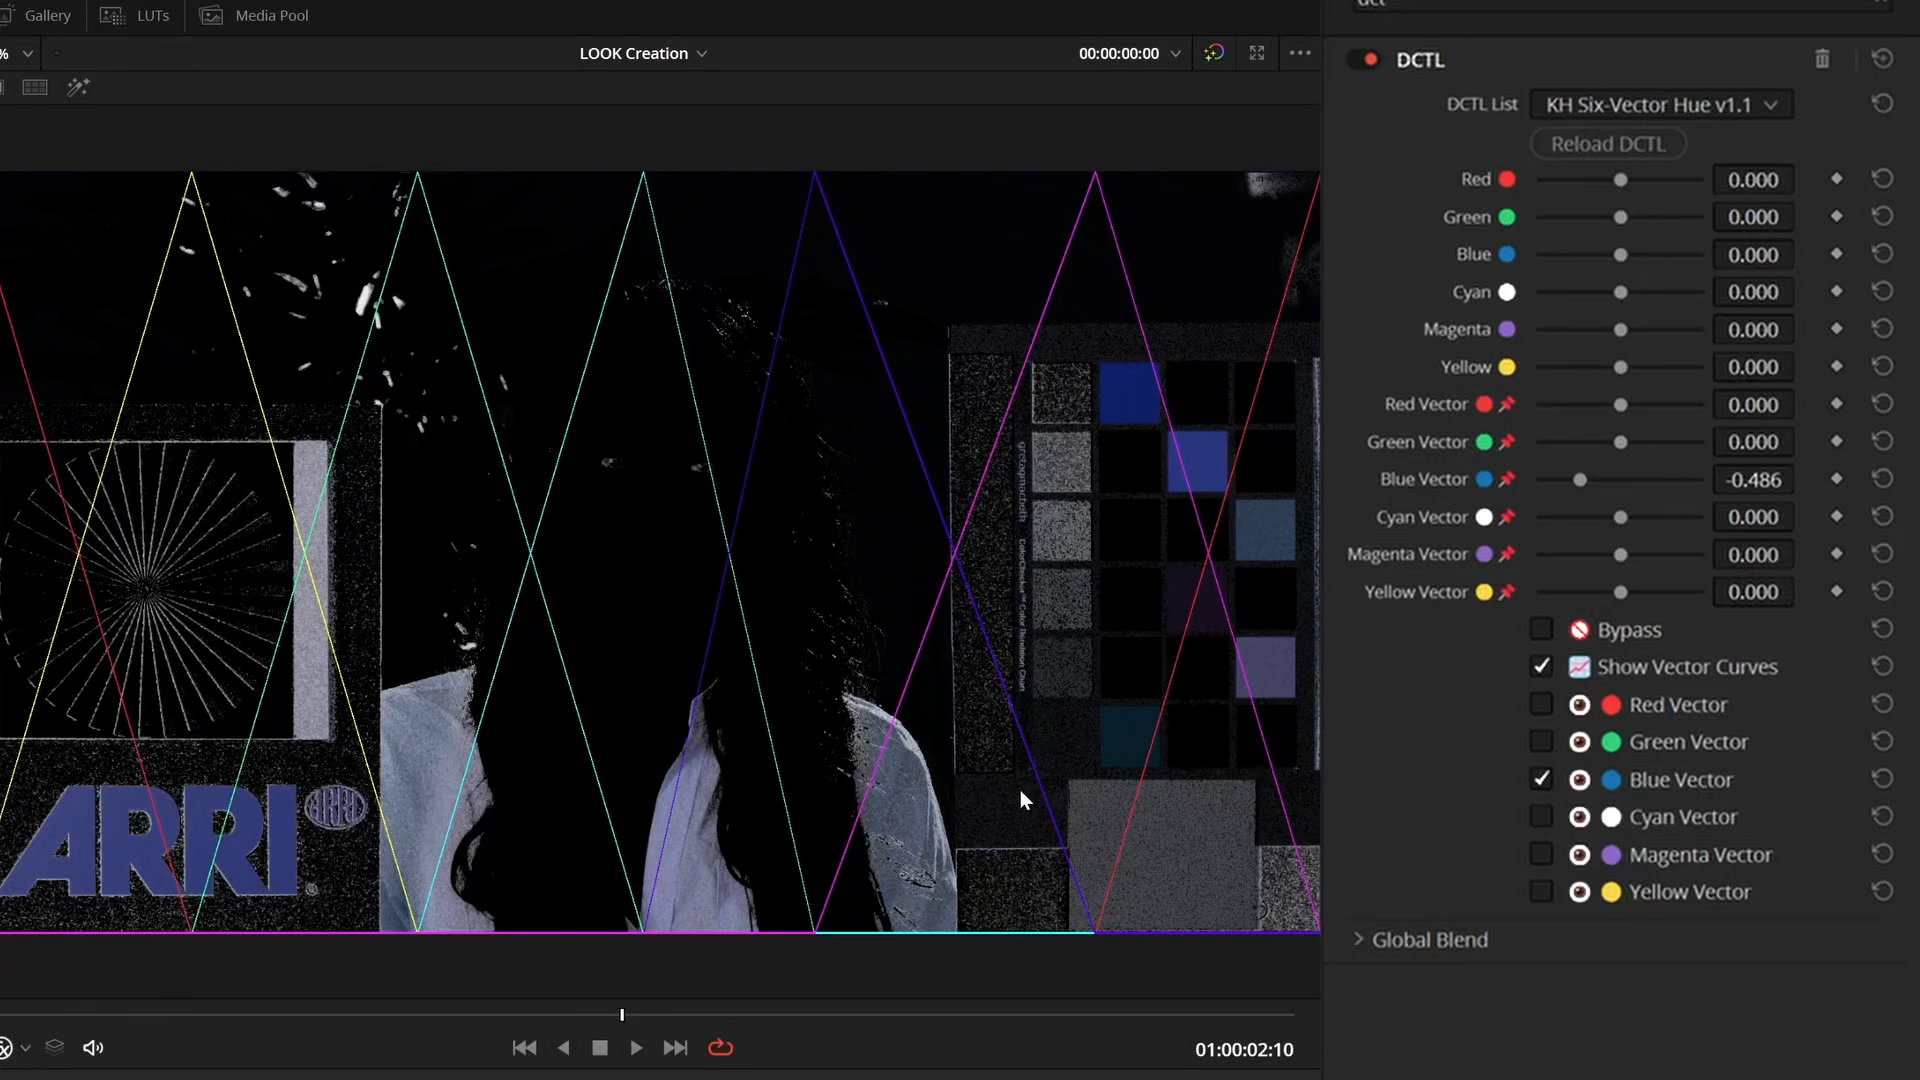 Gallery
LUTs
Media Pool
%
LOOK Creation
00:00:00:00
DCTL
DCTL List
KH Six-Vector Hue v1.1
Reload DCTL
Red 0.000
Green 0.000
Blue 0.000
Cyan 0.000
Magenta 0.000
Yellow 0.000
Red Vector 0.000
Green Vector 0.000
Blue Vector -0.486
Cyan Vector 0.000
Magenta Vector 0.000
Yellow Vector 0.000
Bypass
Show Vector Curves
Red Vector
Green Vector
Blue Vector
Cyan Vector
Magenta Vector
Yellow Vector
Global Blend
ARRI
®
ColorChecker Color Rendition Chart
01:00:02:10